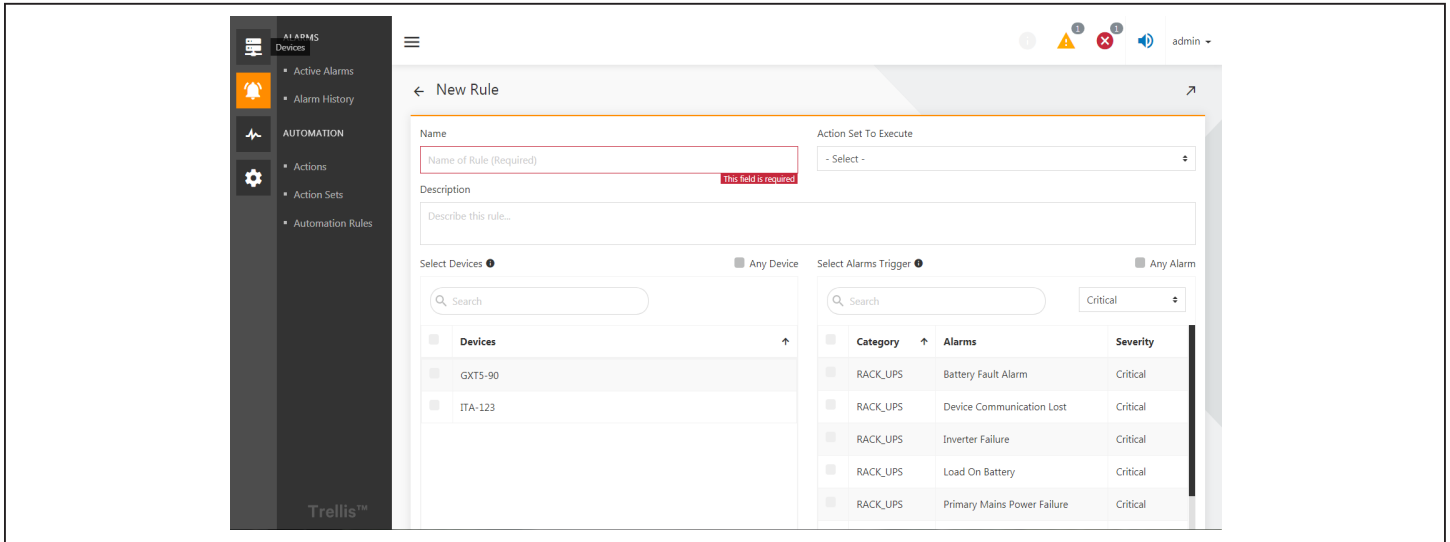 ALARMS
Devices
Active Alarms
Alarm History
AUTOMATION
Actions
Action Sets
Automation Rules
Trellis™
1
1
admin
New Rule
Name
Action Set To Execute
Name of Rule (Required)
- Select -
This field is required
Description
Describe this rule...
Select Devices
Any Device
Select Alarms Trigger
Any Alarm
Search
Search
Critical
Devices
Category Alarms Severity
GXT5-90
ITA-123
RACK_UPS Battery Fault Alarm Critical
RACK_UPS Device Communication Lost Critical
RACK_UPS Inverter Failure Critical
RACK_UPS Load On Battery Critical
RACK_UPS Primary Mains Power Failure Critical